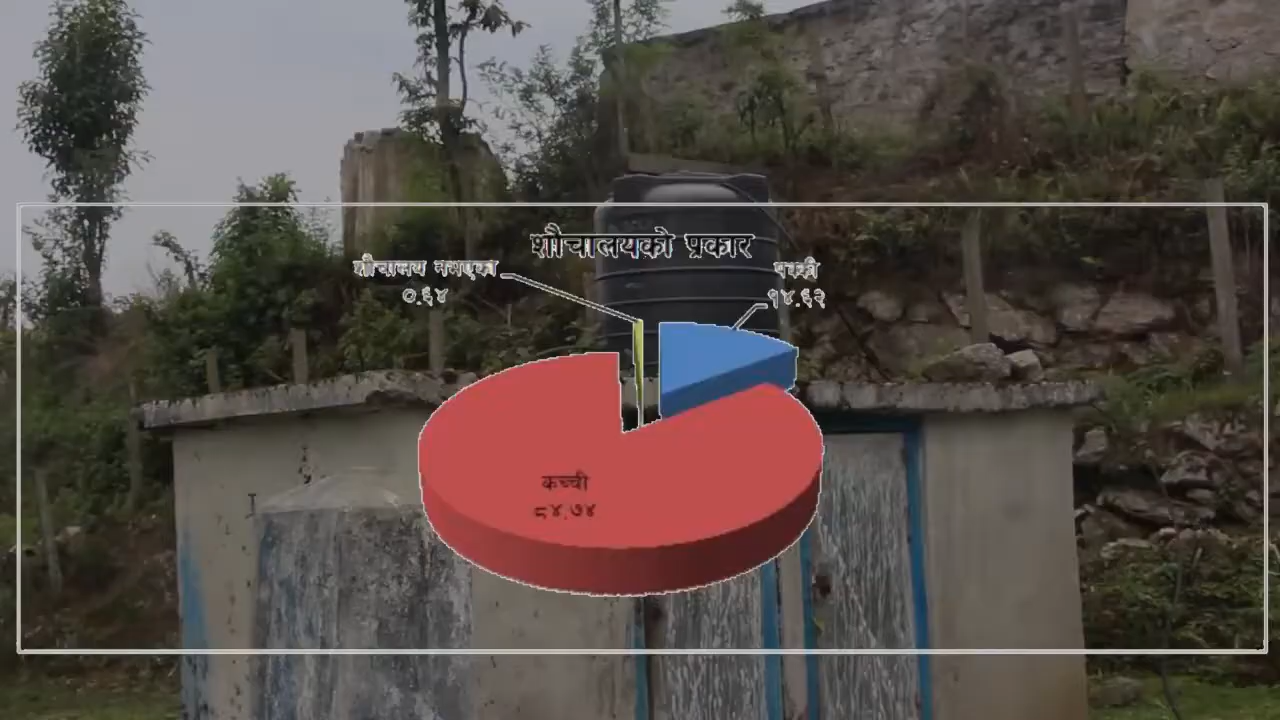 शौचालयको प्रकार
शौचालय नभएका
०.६४
पक्की
१४.६२
कच्ची
८४.७४